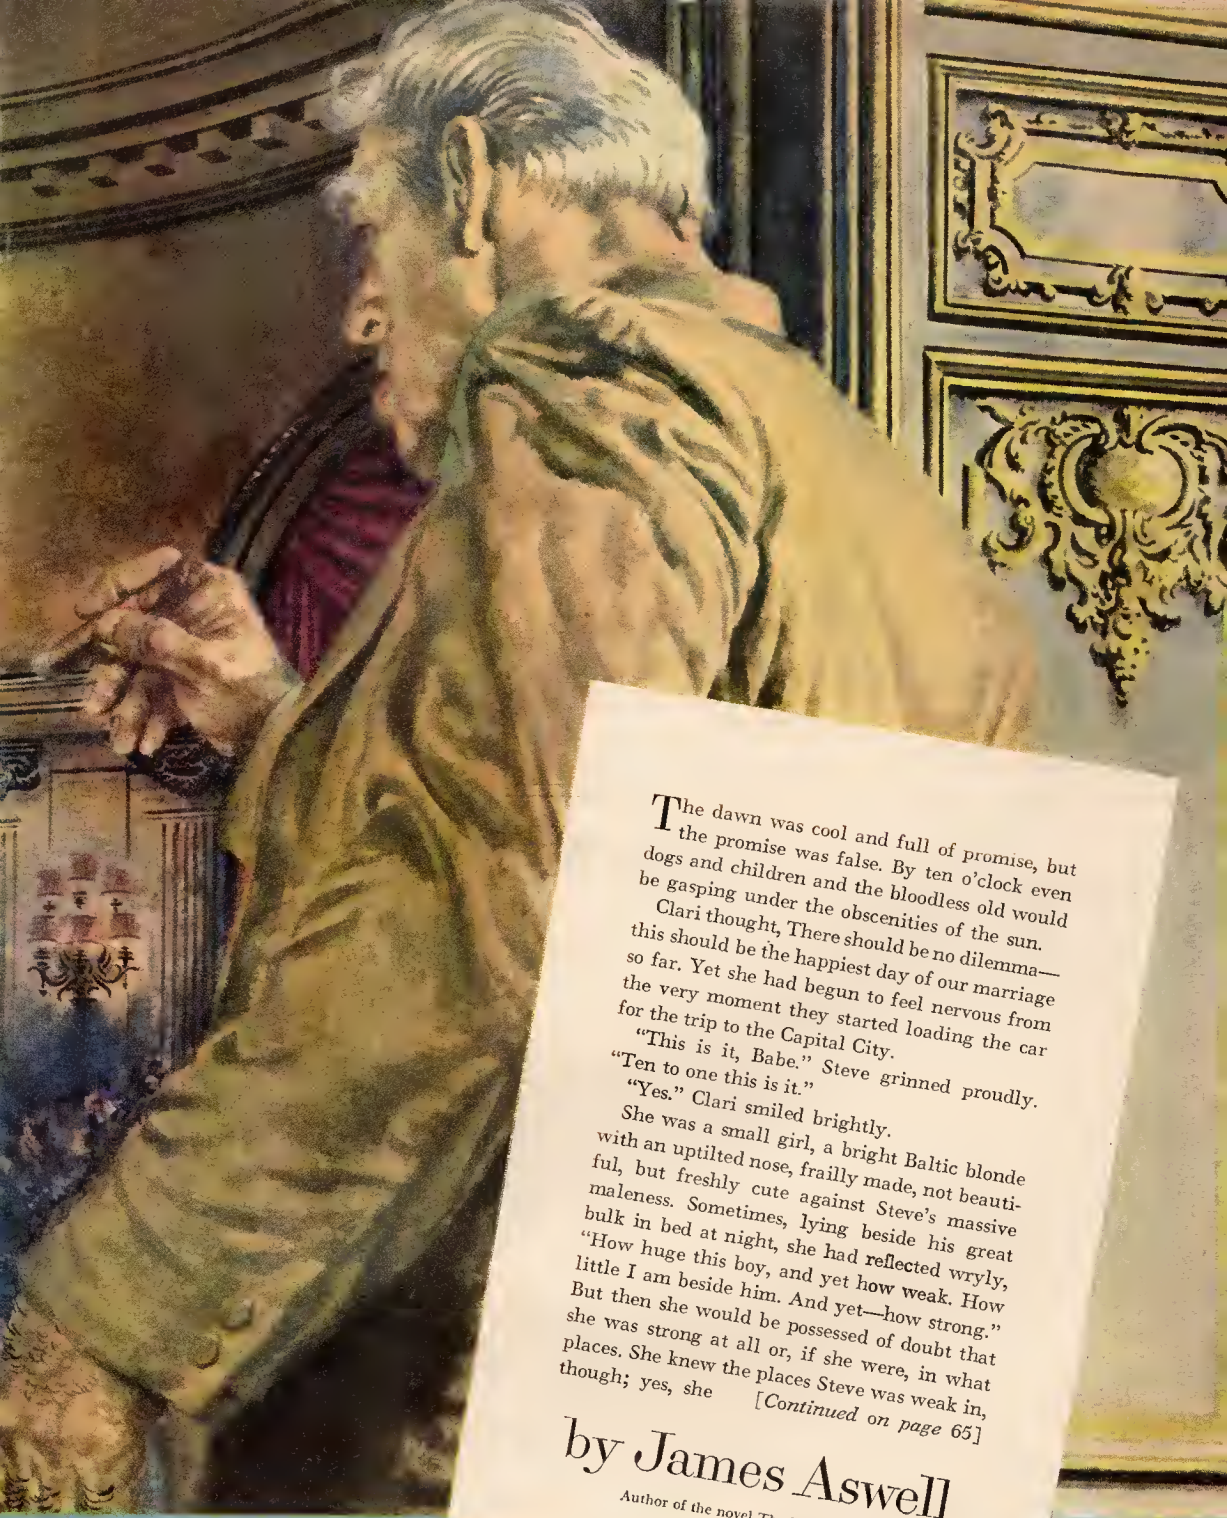 The dawn was cool and full of promise, but
the promise was false. By ten o’clock even
dogs and children and the bloodless old would
be gasping under the obscenities of the sun.
Clari thought, There should be no dilemma—
this should be the happiest day of our marriage
so far. Yet she had begun to feel nervous from
the very moment they started loading the car
for the trip to the Capital City.
“This is it, Babe.” Steve grinned proudly.
“Ten to one this is it.”
“Yes.” Clari smiled brightly.
She was a small girl, a bright Baltic blonde
with an uptilted nose, frailly made, not beauti-
ful, but freshly cute against Steve’s massive
maleness. Sometimes, lying beside his great
bulk in bed at night, she had reflected wryly,
“How huge this boy, and yet how weak. How
little I am beside him. And yet—how strong.”
But then she would be possessed of doubt that
she was strong at all or, if she were, in what
places. She knew the places Steve was weak in,
though; yes, she [Continued on page 65]
by James Aswell
Author of the novel